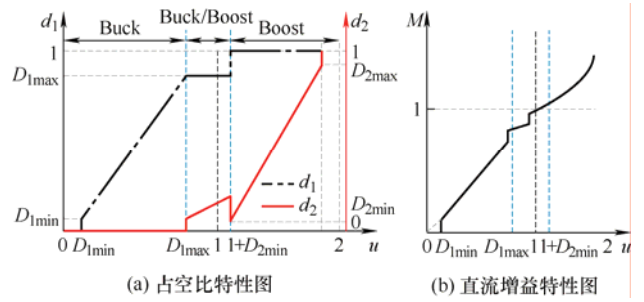 d₁ Buck Buck/Boost Boost d₂
1 1
D₁max D₂max
d₁
d₂
D₁min D₂min
0
0 D₁min D₁max 1 1+D₂min 2 u
(a) 占空比特性图
M
1
0 D₁min D₁max 1 1+D₂min 2 u
(b) 直流增益特性图